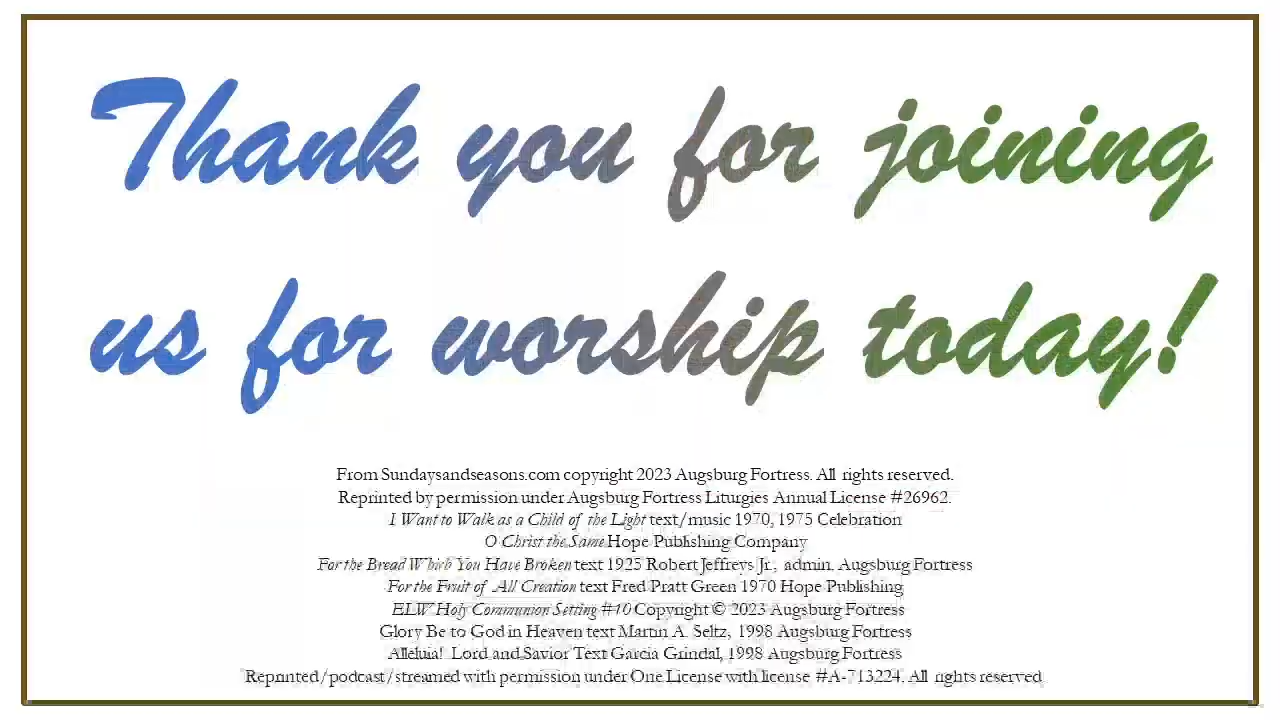 Thank you for joining
us for worship today!
From Sundaysandseasons.com copyright 2023 Augsburg Fortress. All rights reserved.
Reprinted by permission under Augsburg Fortress Liturgies Annual License #26962.
I Want to Walk as a Child of the Light text/music 1970, 1975 Celebration
O Christ the Same Hope Publishing Company
For the Bread Which You Have Broken text 1925 Robert Jeffreys Jr., admin. Augsburg Fortress
For the Fruit of All Creation text Fred Pratt Green 1970 Hope Publishing
ELW Holy Communion Setting #10 Copyright © 2023 Augsburg Fortress
Glory Be to God in Heaven text Martin A. Seltz, 1998 Augsburg Fortress
Alleluia! Lord and Savior Text Garcia Grindal, 1998 Augsburg Fortress
Reprinted/podcast/streamed with permission under One License with license #A-713224. All rights reserved